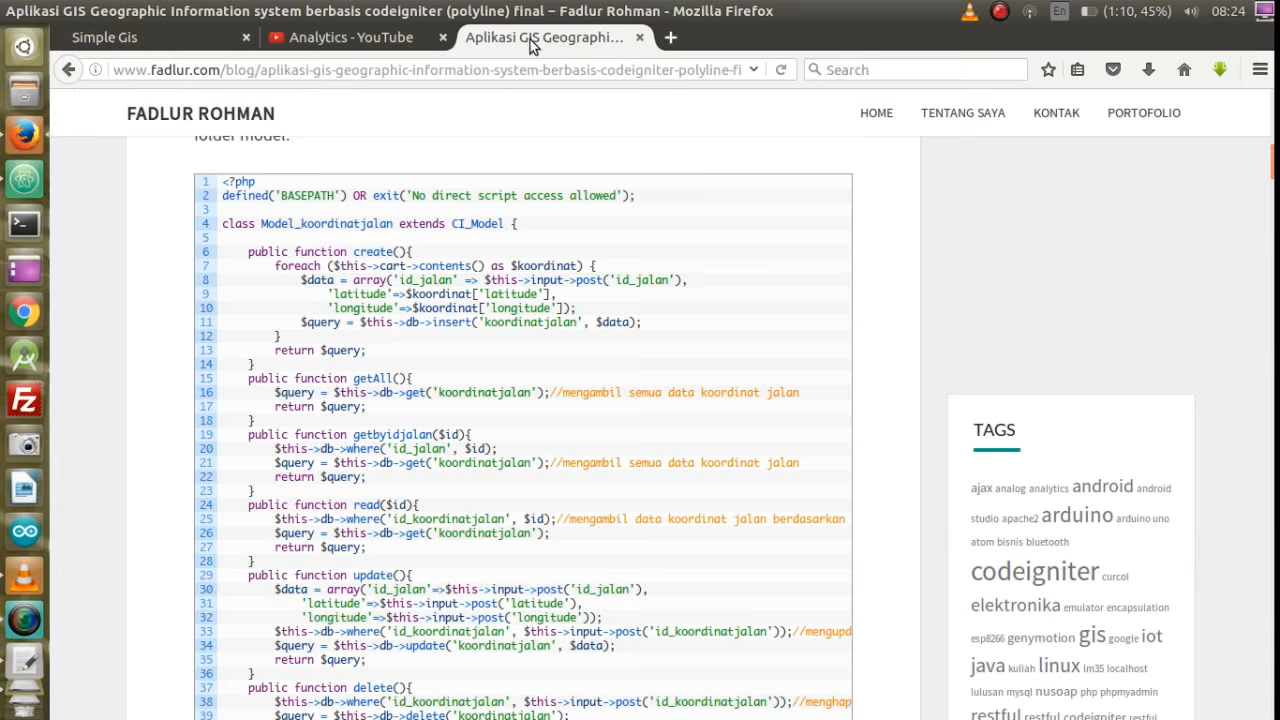 Aplikasi GIS Geographic Information system berbasis codeigniter (polyline) final – Fadlur Rohman - Mozilla Firefox
En
(1:10, 45%)
08:24
Simple Gis
Analytics - YouTube
Aplikasi GIS Geographi...
www.fadlur.com/blog/aplikasi-gis-geographic-information-system-berbasis-codeigniter-polyline-fi
Search
FADLUR ROHMAN
HOME
TENTANG SAYA
KONTAK
PORTOFOLIO
folder model.
1 <?php
2 defined('BASEPATH') OR exit('No direct script access allowed');
3
4 class Model_koordinatjalan extends CI_Model {
5
6 public function create(){
7 foreach ($this->cart->contents() as $koordinat) {
8 $data = array('id_jalan' => $this->input->post('id_jalan'),
9 'latitude'=>$koordinat['latitude'],
10 'longitude'=>$koordinat['longitude']);
11 $query = $this->db->insert('koordinatjalan', $data);
12 }
13 return $query;
14 }
15 public function getAll(){
16 $query = $this->db->get('koordinatjalan');//mengambil semua data koordinat jalan
17 return $query;
18 }
19 public function getbyidjalan($id){
20 $this->db->where('id_jalan', $id);
21 $query = $this->db->get('koordinatjalan');//mengambil semua data koordinat jalan
22 return $query;
23 }
24 public function read($id){
25 $this->db->where('id_koordinatjalan', $id);//mengambil data koordinat jalan berdasarkan
26 $query = $this->db->get('koordinatjalan');
27 return $query;
28 }
29 public function update(){
30 $data = array('id_jalan'=>$this->input->post('id_jalan'),
31 'latitude'=>$this->input->post('latitude'),
32 'longitude'=>$this->input->post('longitude'));
33 $this->db->where('id_koordinatjalan', $this->input->post('id_koordinatjalan'));//mengupd
34 $query = $this->db->update('koordinatjalan', $data);
35 return $query;
36 }
37 public function delete(){
38 $this->db->where('id_koordinatjalan', $this->input->post('id_koordinatjalan'));//menghap
39 $query = $this->db->delete('koordinatjalan');
TAGS
ajax analog analytics android android
studio apache2 arduino arduino uno
atom bisnis bluetooth
codeigniter curcol
elektronika emulator encapsulation
esp8266 genymotion gis google iot
java kuliah linux lm35 localhost
lulusan mysql nusoap php phpmyadmin
restful restful codeigniter restful